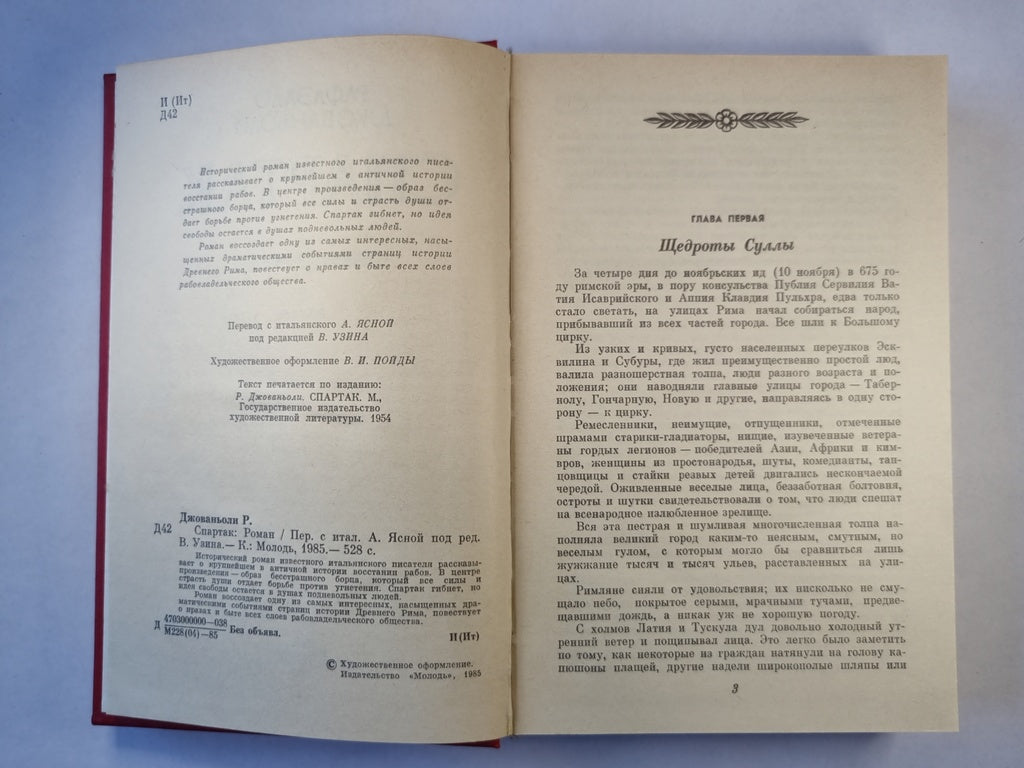 И (Ит)
Д42
Исторический роман известного итальянского писа-
теля рассказывает о крупнейшем в античной истории
восстании рабов. В центре произведения — образ бес-
страшного борца, который все силы и страсть души от-
дает борьбе против угнетения. Спартак гибнет, но идея
свободы остается в душах подневольных людей.
Роман воссоздает одну из самых интересных, насы-
щенных драматическими событиями страниц истории
Древнего Рима, повествует о нравах и быте всех слоев
рабовладельческого общества.
Перевод с итальянского А. ЯСНОЙ
под редакцией В. УЗИНА
Художественное оформление В. И. ПОЙДЫ
Текст печатается по изданию:
Р. Джованьоли. СПАРТАК. М.,
Государственное издательство
художественной литературы. 1954
Джованьоли Р.
Д42 Спартак: Роман / Пер. с итал. А. Ясной под ред.
В. Узина.— К.: Молодь, 1985.— 528 с.
Исторический роман известного итальянского писателя рассказы-
вает о крупнейшем в античной истории восстании рабов. В центре
произведения — образ бесстрашного борца, который все силы и
страсть души отдает борьбе против угнетения. Спартак гибнет, но
идея свободы остается в душах подневольных людей.
Роман воссоздает одну из самых интересных, насыщенных дра-
матическими событиями страниц истории Древнего Рима, повествует
о нравах и быте всех слоев рабовладельческого общества.
Д 4703000000—038
М228(04)—85 Без объявл.
И(Ит)
© Художественное оформление.
Издательство «Молодь», 1985
ГЛАВА ПЕРВАЯ
Щедроты Суллы
За четыре дня до ноябрьских ид (10 ноября) в 675 го-
ду римской эры, в пору консульства Публия Сервилия Ва-
тия Исаврийского и Аппия Клавдия Пульхра, едва только
стало светать, на улицах Рима начал собираться народ,
прибывавший из всех частей города. Все шли к Большому
цирку.
Из узких и кривых, густо населенных переулков Эск-
вилина и Субуры, где жил преимущественно простой люд,
валила разношерстная толпа, люди разного возраста и по-
ложения; они наводняли главные улицы города — Табер-
нолу, Гончарную, Новую и другие, направляясь в одну сто-
рону — к цирку.
Ремесленники, неимущие, отпущенники, отмеченные
шрамами старики-гладиаторы, нищие, изувеченные ветера-
ны гордых легионов — победителей Азии, Африки и ким-
вров, женщины из простонародья, шуты, комедианты, тан-
цовщицы и стайки резвых детей двигались нескончаемой
чередой. Оживленные веселые лица, беззаботная болтовня,
остроты и шутки свидетельствовали о том, что люди спешат
на всенародное излюбленное зрелище.
Вся эта пестрая и шумливая многочисленная толпа на-
полняла великий город каким-то неясным, смутным, но
веселым гулом, с которым могло бы сравниться лишь
жужжание тысяч и тысяч ульев, расставленных на ули-
цах.
Римляне сияли от удовольствия; их нисколько не сму-
щало небо, покрытое серыми, мрачными тучами, предве-
щавшими дождь, а никак уж не хорошую погоду.
С холмов Латия и Тускула дул довольно холодный ут-
ренний ветер и пощипывал лица. Это легко было заметить
по тому, как некоторые из граждан натянули на голову ка-
пюшоны плащей, другие надели широкополые шляпы или
3